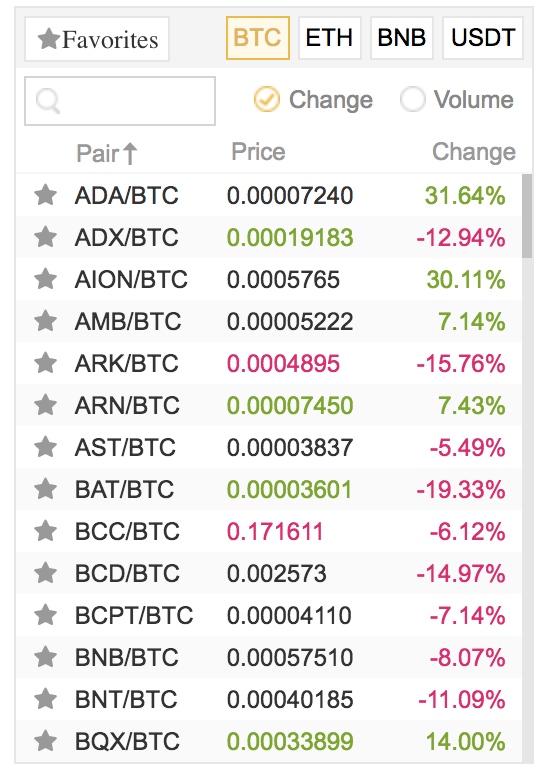 ★Favorites BTC ETH BNB USDT
Change Volume
Pair↑ Price Change
ADA/BTC 0.00007240 31.64%
ADX/BTC 0.00019183 -12.94%
AION/BTC 0.0005765 30.11%
AMB/BTC 0.00005222 7.14%
ARK/BTC 0.0004895 -15.76%
ARN/BTC 0.00007450 7.43%
AST/BTC 0.00003837 -5.49%
BAT/BTC 0.00003601 -19.33%
BCC/BTC 0.171611 -6.12%
BCD/BTC 0.002573 -14.97%
BCPT/BTC 0.00004110 -7.14%
BNB/BTC 0.00057510 -8.07%
BNT/BTC 0.00040185 -11.09%
BQX/BTC 0.00033899 14.00%